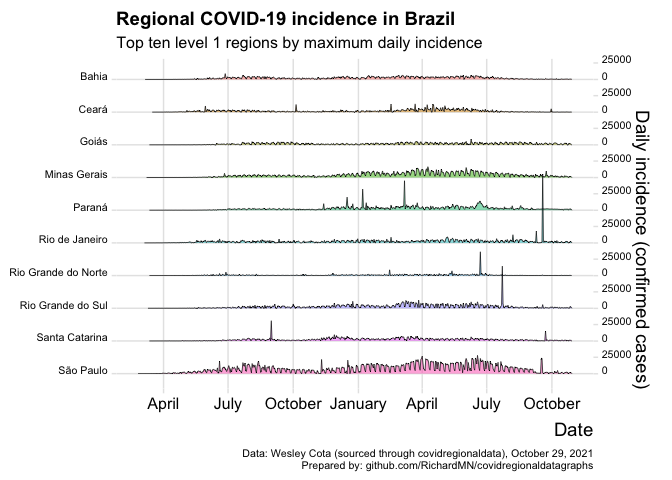 Regional COVID-19 incidence in Brazil
Top ten level 1 regions by maximum daily incidence
Bahia
25000
0
Ceará
25000
0
Goiás
25000
0
Minas Gerais
25000
0
Paraná
25000
0
Rio de Janeiro
25000
0
Rio Grande do Norte
25000
0
Rio Grande do Sul
25000
0
Santa Catarina
25000
0
São Paulo
25000
0
Daily incidence (confirmed cases)
April July October January April July October
Date
Data: Wesley Cota (sourced through covidregionaldata), October 29, 2021
Prepared by: github.com/RichardMN/covidregionaldatagraphs